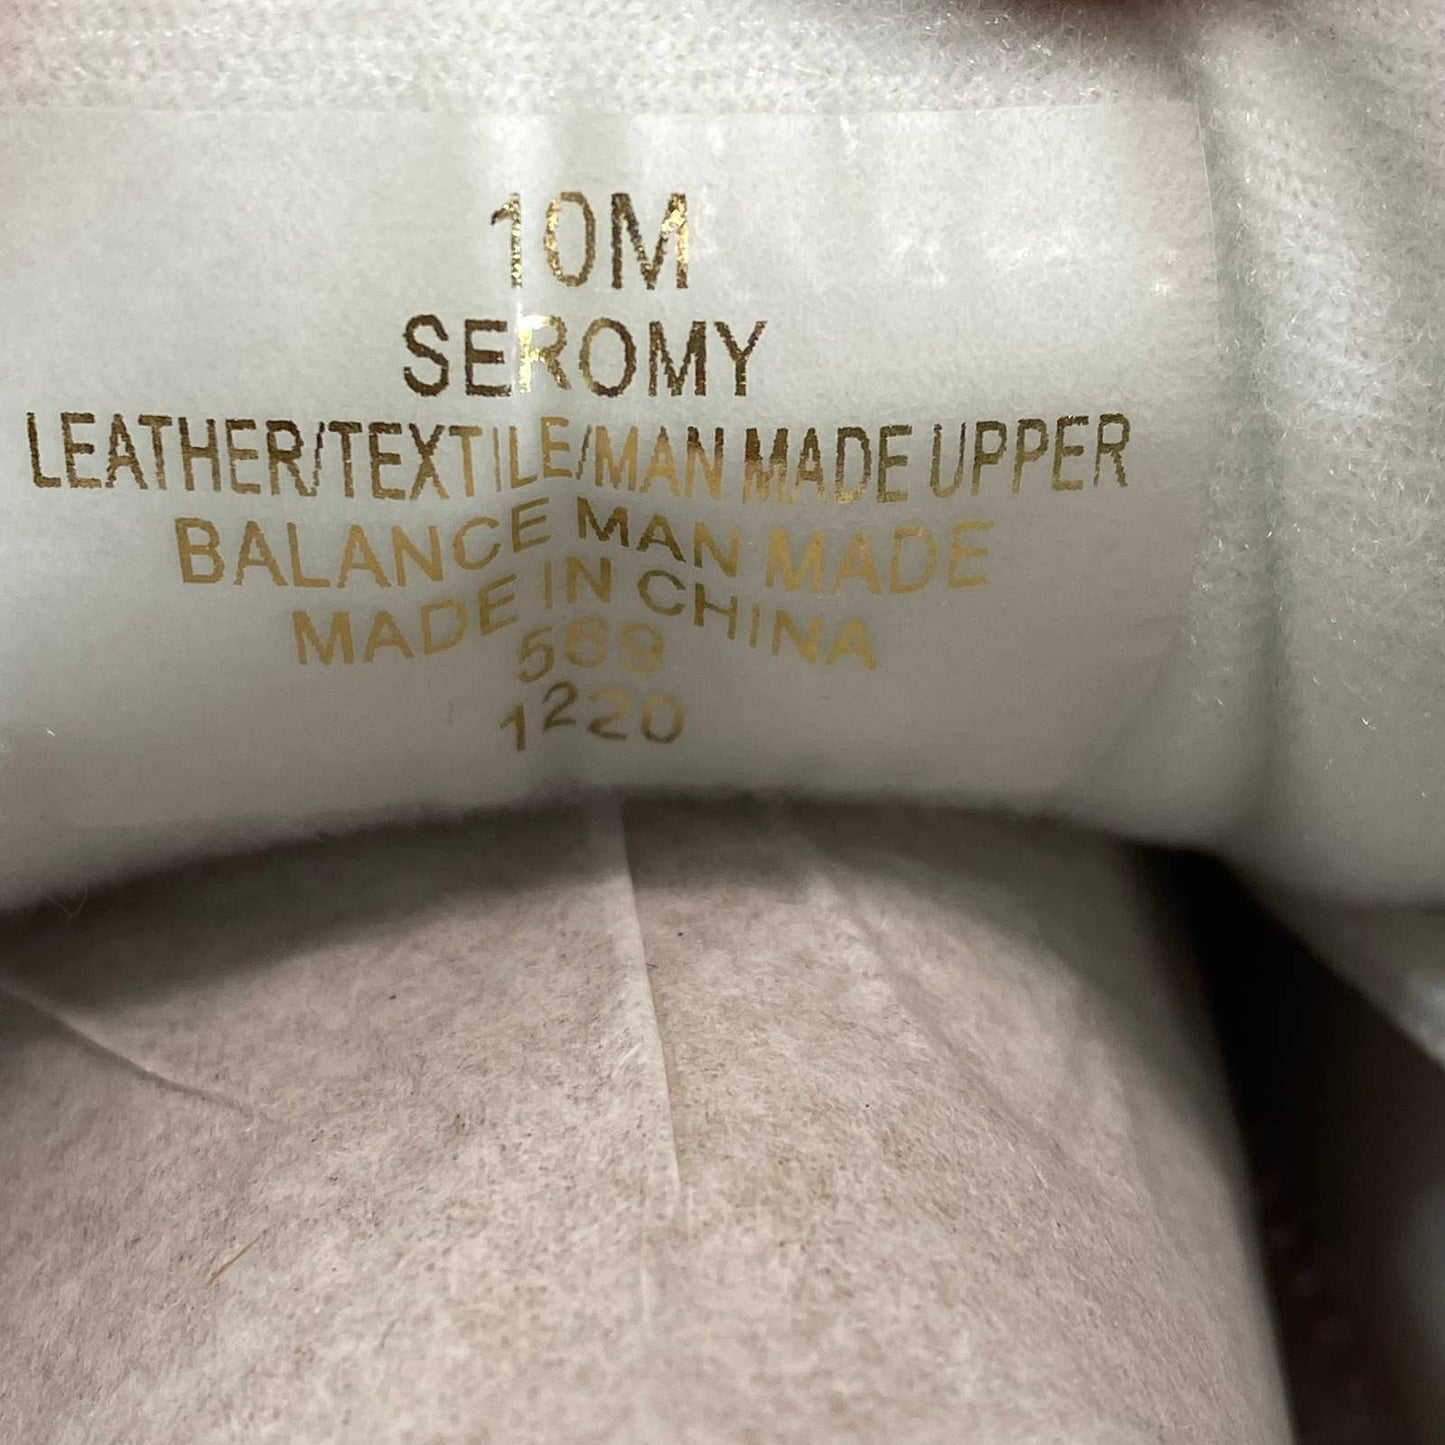 10M
SEROMY
LEATHER/TEXTILE/MAN MADE UPPER
BALANCE MAN MADE
MADE IN CHINA
569
1220